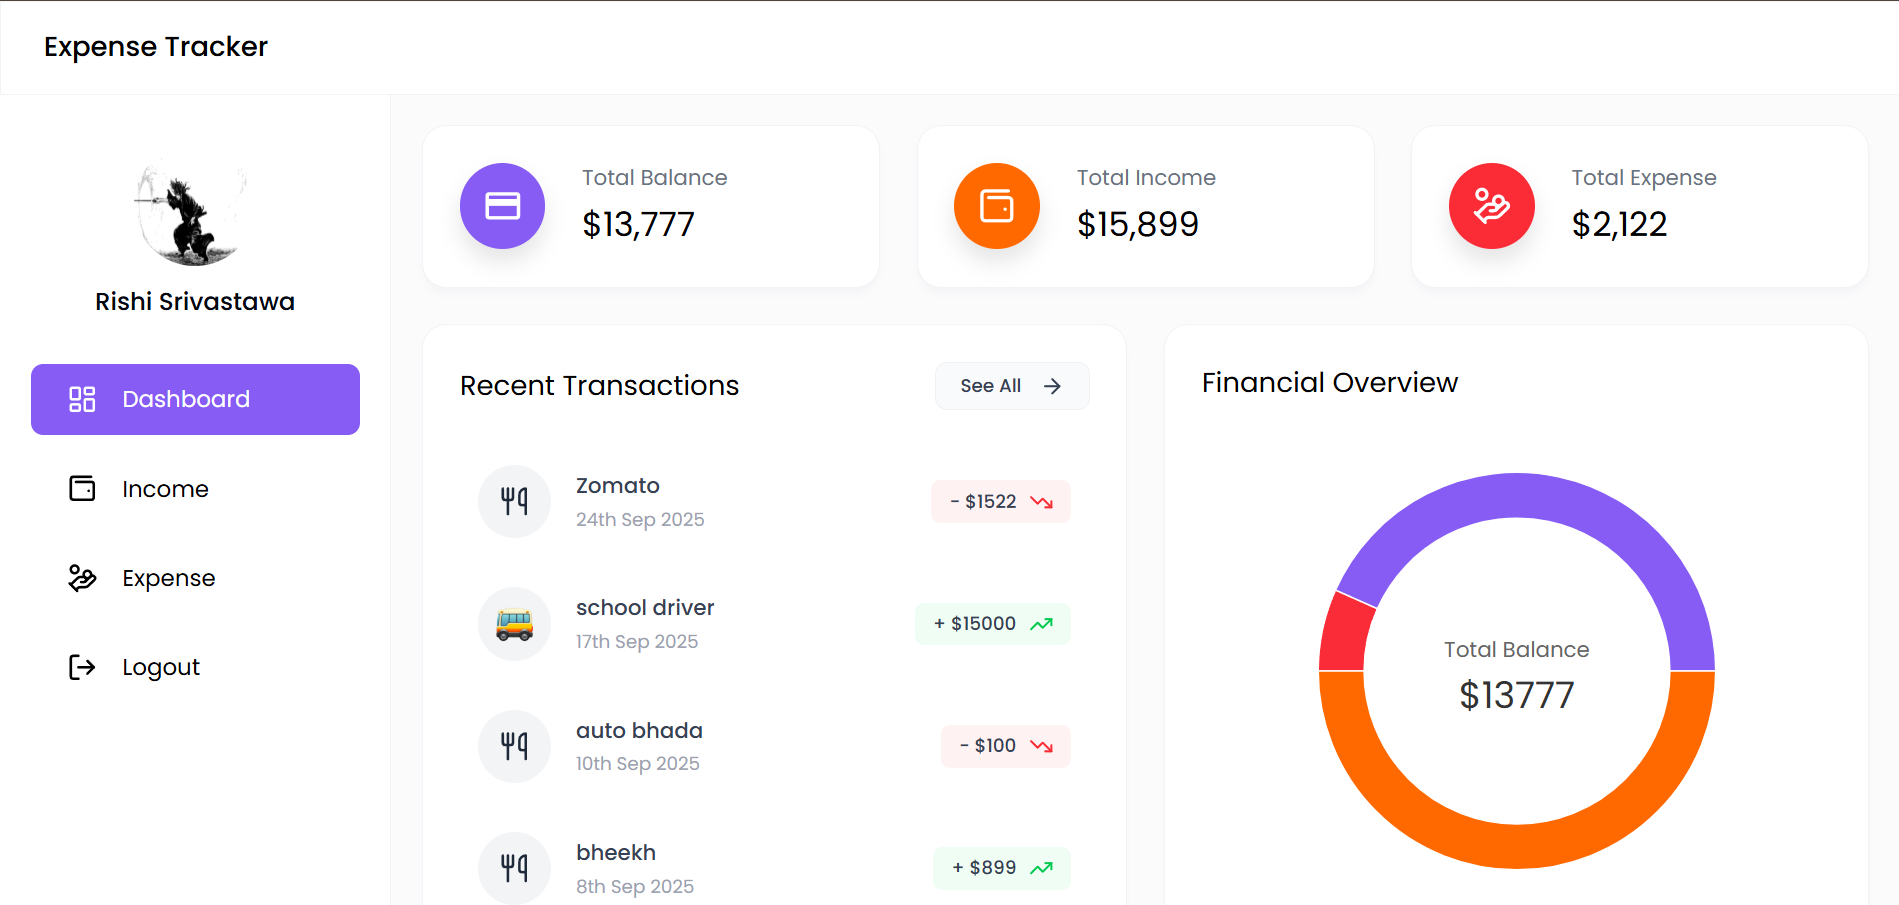 Expense Tracker
Rishi Srivastawa
Dashboard
Income
Expense
Logout
Total Balance
$13,777
Total Income
$15,899
Total Expense
$2,122
Recent Transactions
See All
Zomato
24th Sep 2025
- $1522
school driver
17th Sep 2025
+ $15000
auto bhada
10th Sep 2025
- $100
bheekh
8th Sep 2025
+ $899
Financial Overview
Total Balance
$13777